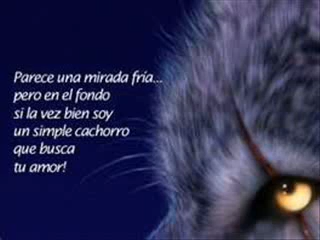 Parece una mirada fría...
pero en el fondo
si la vez bien soy
un simple cachorro
que busca
tu amor!